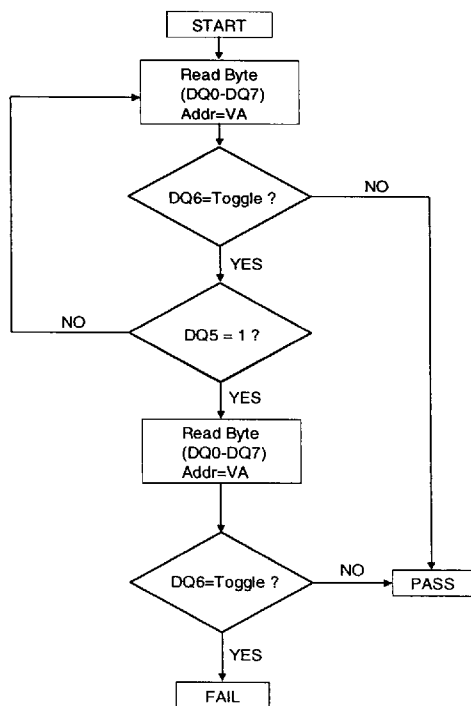 START
Read Byte
(DQ0-DQ7)
Addr=VA
DQ6=Toggle ?
NO
YES
NO
DQ5 = 1 ?
YES
Read Byte
(DQ0-DQ7)
Addr=VA
DQ6=Toggle ?
NO
PASS
YES
FAIL